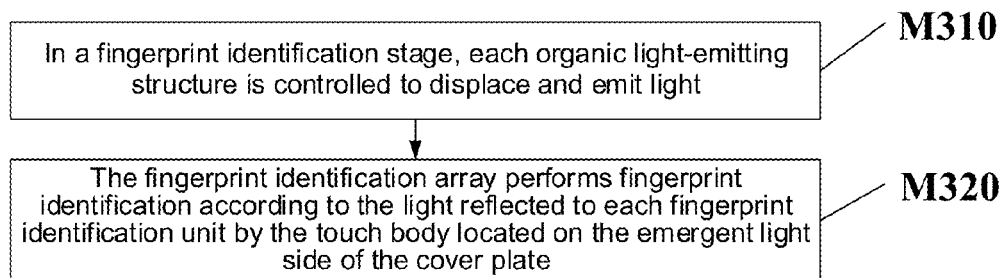 M310
In a fingerprint identification stage, each organic light-emitting
structure is controlled to displace and emit light
M320
The fingerprint identification array performs fingerprint
identification according to the light reflected to each fingerprint
identification unit by the touch body located on the emergent light
side of the cover plate